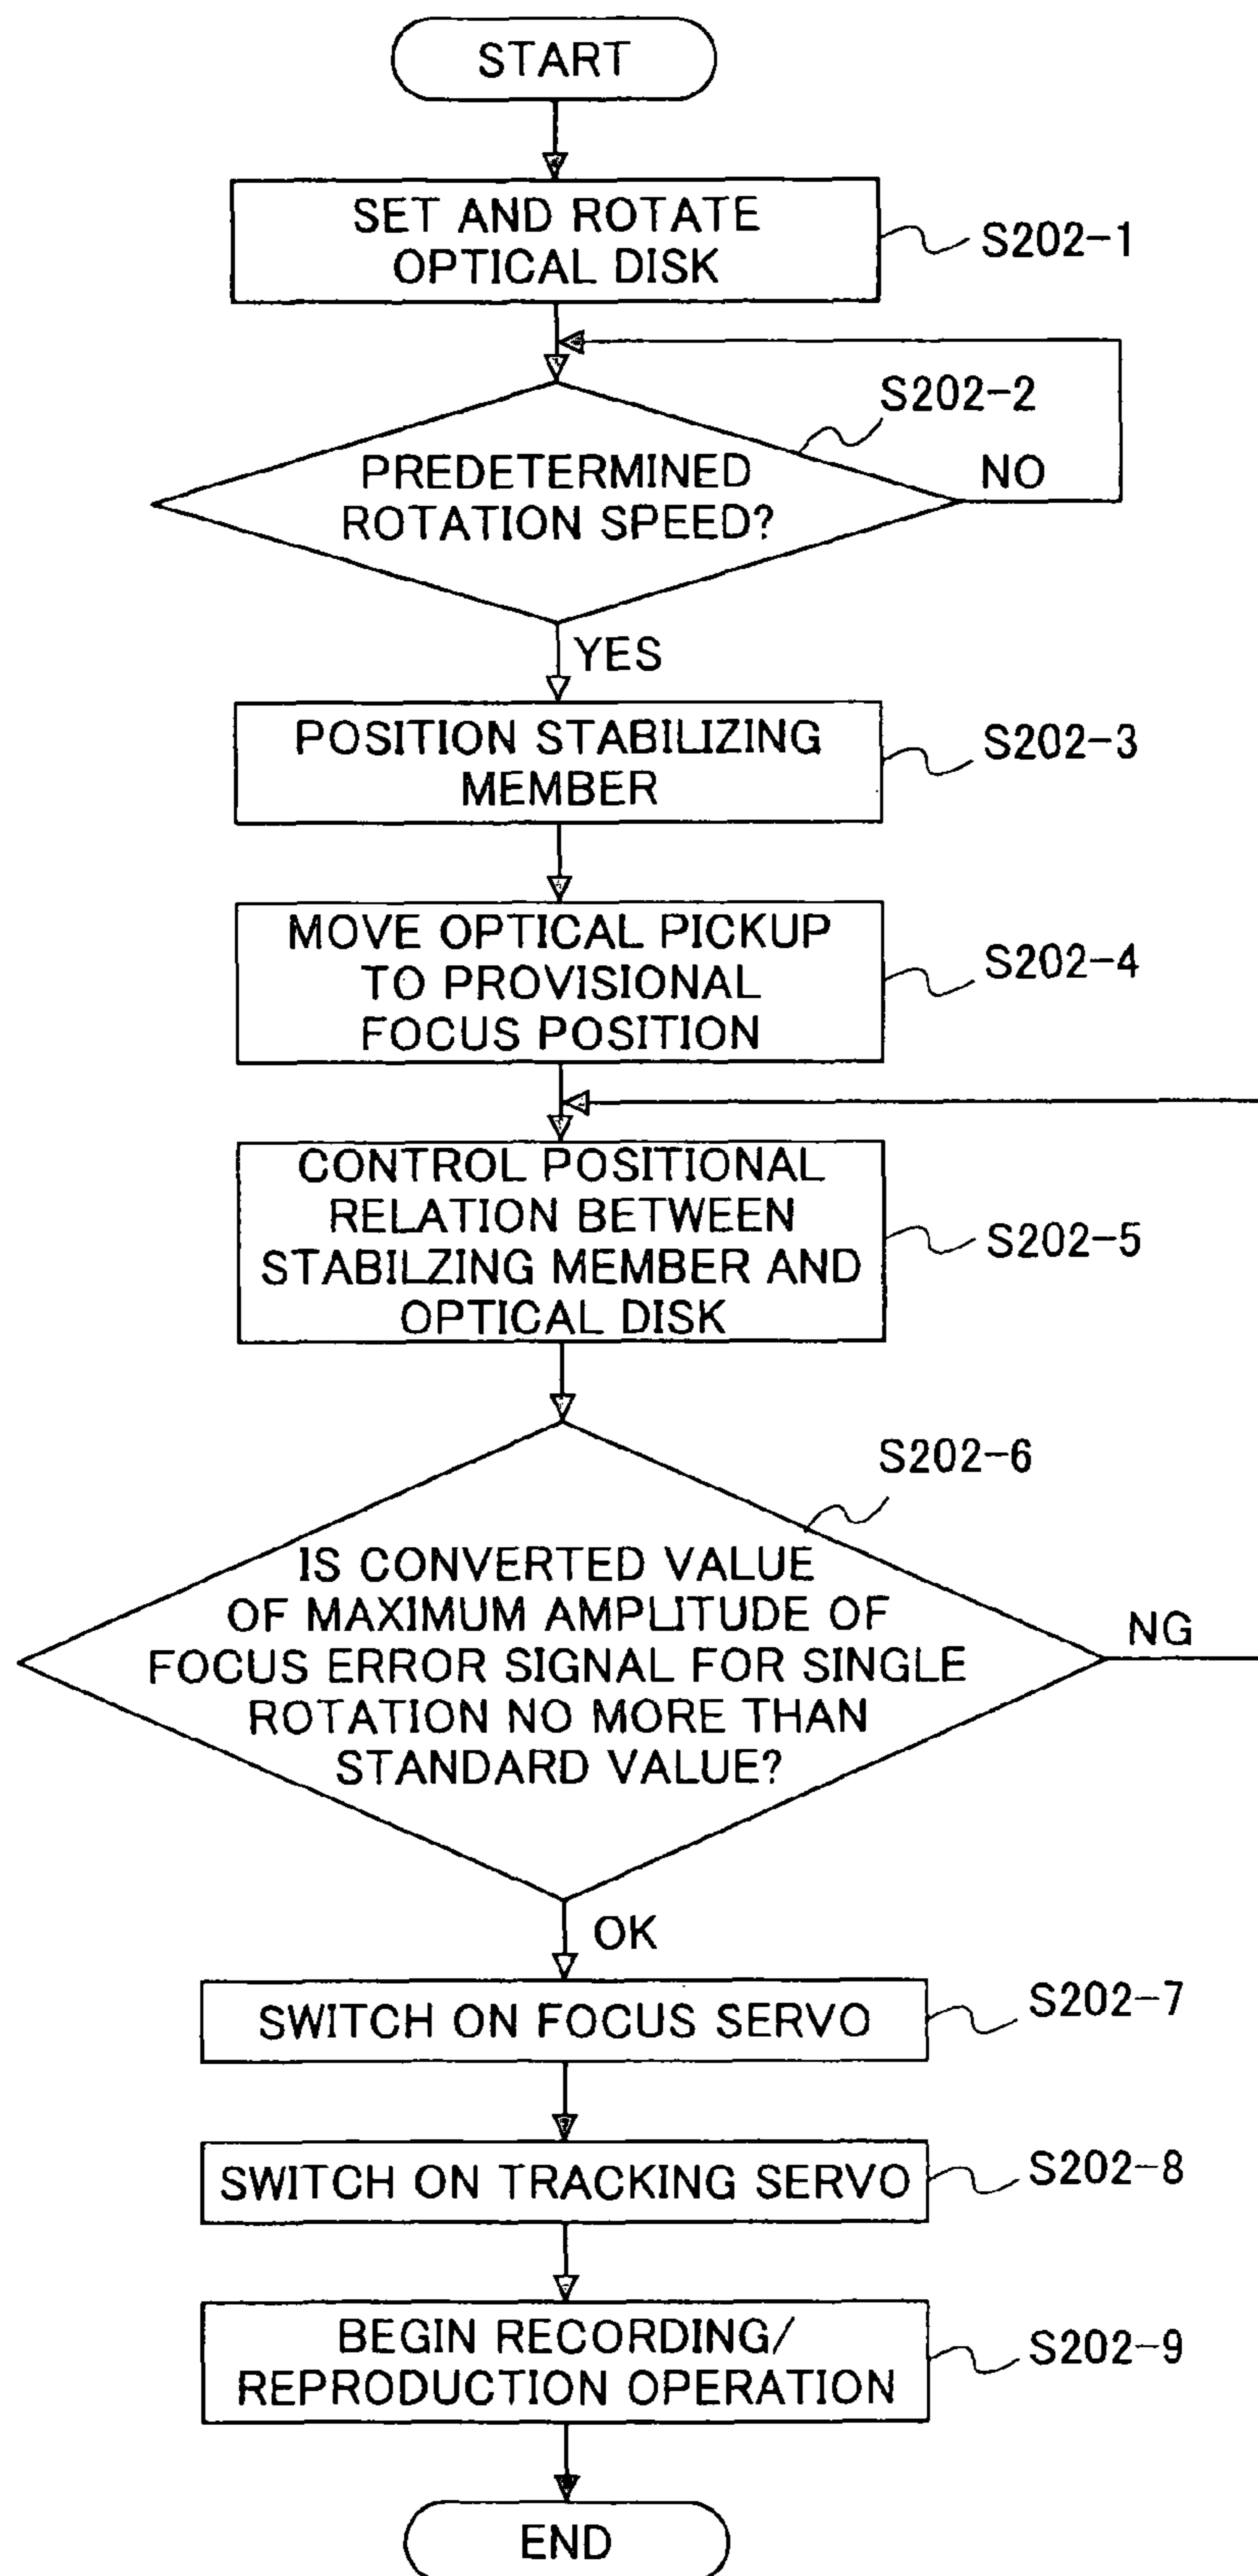 START
SET AND ROTATE
OPTICAL DISK
S202-1
S202-2
PREDETERMINED
ROTATION SPEED?
NO
YES
POSITION STABILIZING
MEMBER
S202-3
MOVE OPTICAL PICKUP
TO PROVISIONAL
FOCUS POSITION
S202-4
CONTROL POSITIONAL
RELATION BETWEEN
STABILZING MEMBER AND
OPTICAL DISK
S202-5
S202-6
IS CONVERTED VALUE
OF MAXIMUM AMPLITUDE OF
FOCUS ERROR SIGNAL FOR SINGLE
ROTATION NO MORE THAN
STANDARD VALUE?
NG
OK
SWITCH ON FOCUS SERVO
S202-7
SWITCH ON TRACKING SERVO
S202-8
BEGIN RECORDING/
REPRODUCTION OPERATION
S202-9
END